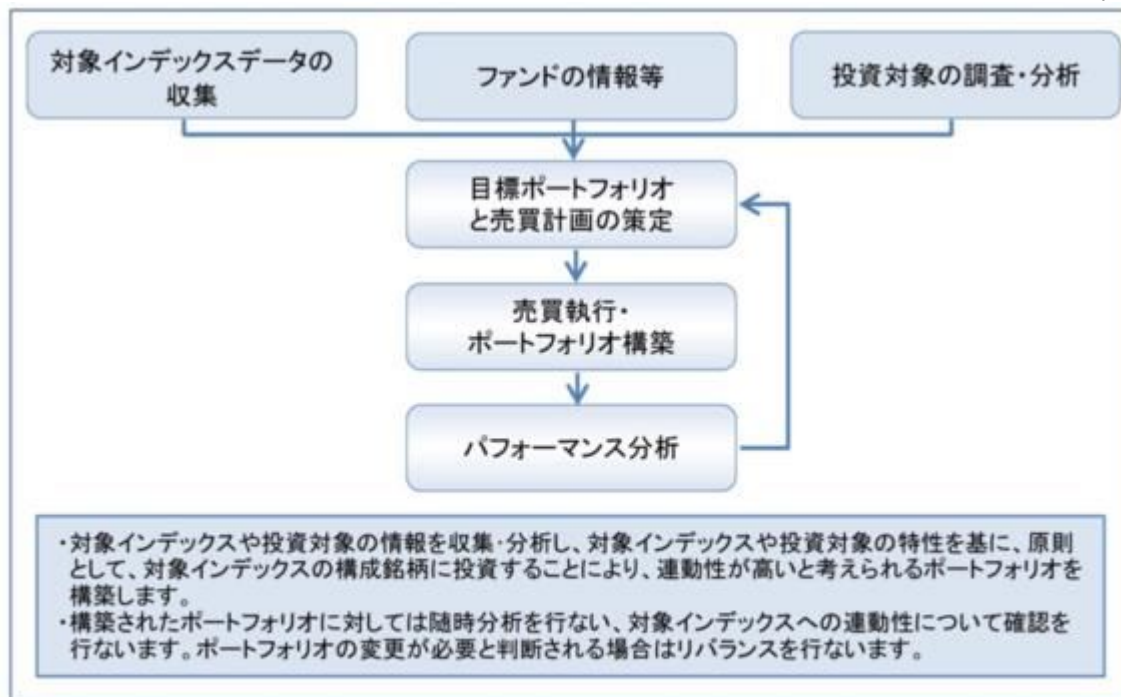 対象インデックスデータの
収集
ファンドの情報等
投資対象の調査・分析
目標ポートフォリオ
と売買計画の策定
売買執行・
ポートフォリオ構築
パフォーマンス分析
・対象インデックスや投資対象の情報を収集・分析し、対象インデックスや投資対象の特性を基に、原則
として、対象インデックスの構成銘柄に投資することにより、連動性が高いと考えられるポートフォリオを
構築します。
・構築されたポートフォリオに対しては随時分析を行ない、対象インデックスへの連動性について確認を
行ないます。ポートフォリオの変更が必要と判断される場合はリバランスを行ないます。